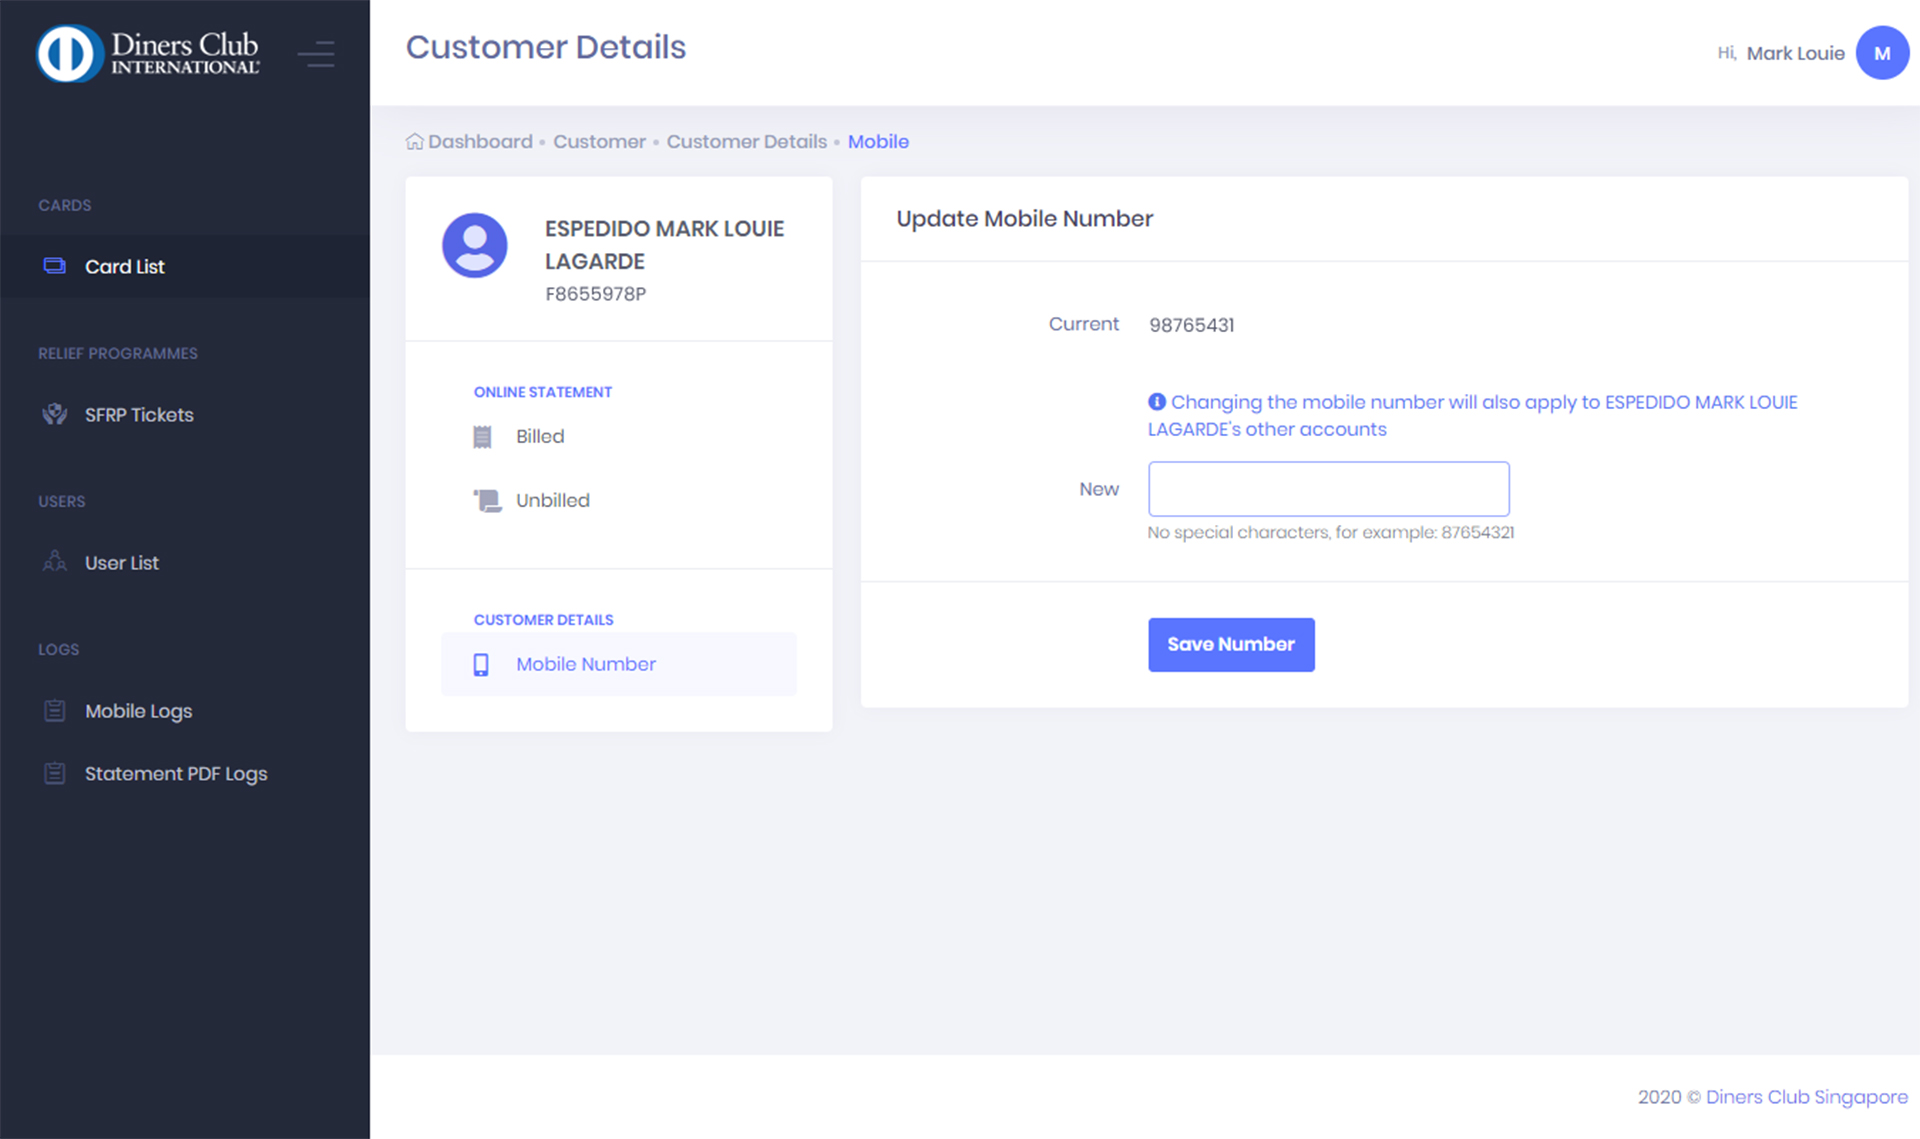 Diners Club
INTERNATIONAL®
Customer Details
Hi, Mark Louie
M
Dashboard • Customer • Customer Details • Mobile
CARDS
Card List
RELIEF PROGRAMMES
SFRP Tickets
USERS
User List
LOGS
Mobile Logs
Statement PDF Logs
ESPEDIDO MARK LOUIE
LAGARDE
F8655978P
ONLINE STATEMENT
Billed
Unbilled
CUSTOMER DETAILS
Mobile Number
Update Mobile Number
Current 98765431
Changing the mobile number will also apply to ESPEDIDO MARK LOUIE
LAGARDE's other accounts
New
No special characters, for example: 87654321
Save Number
2020 © Diners Club Singapore